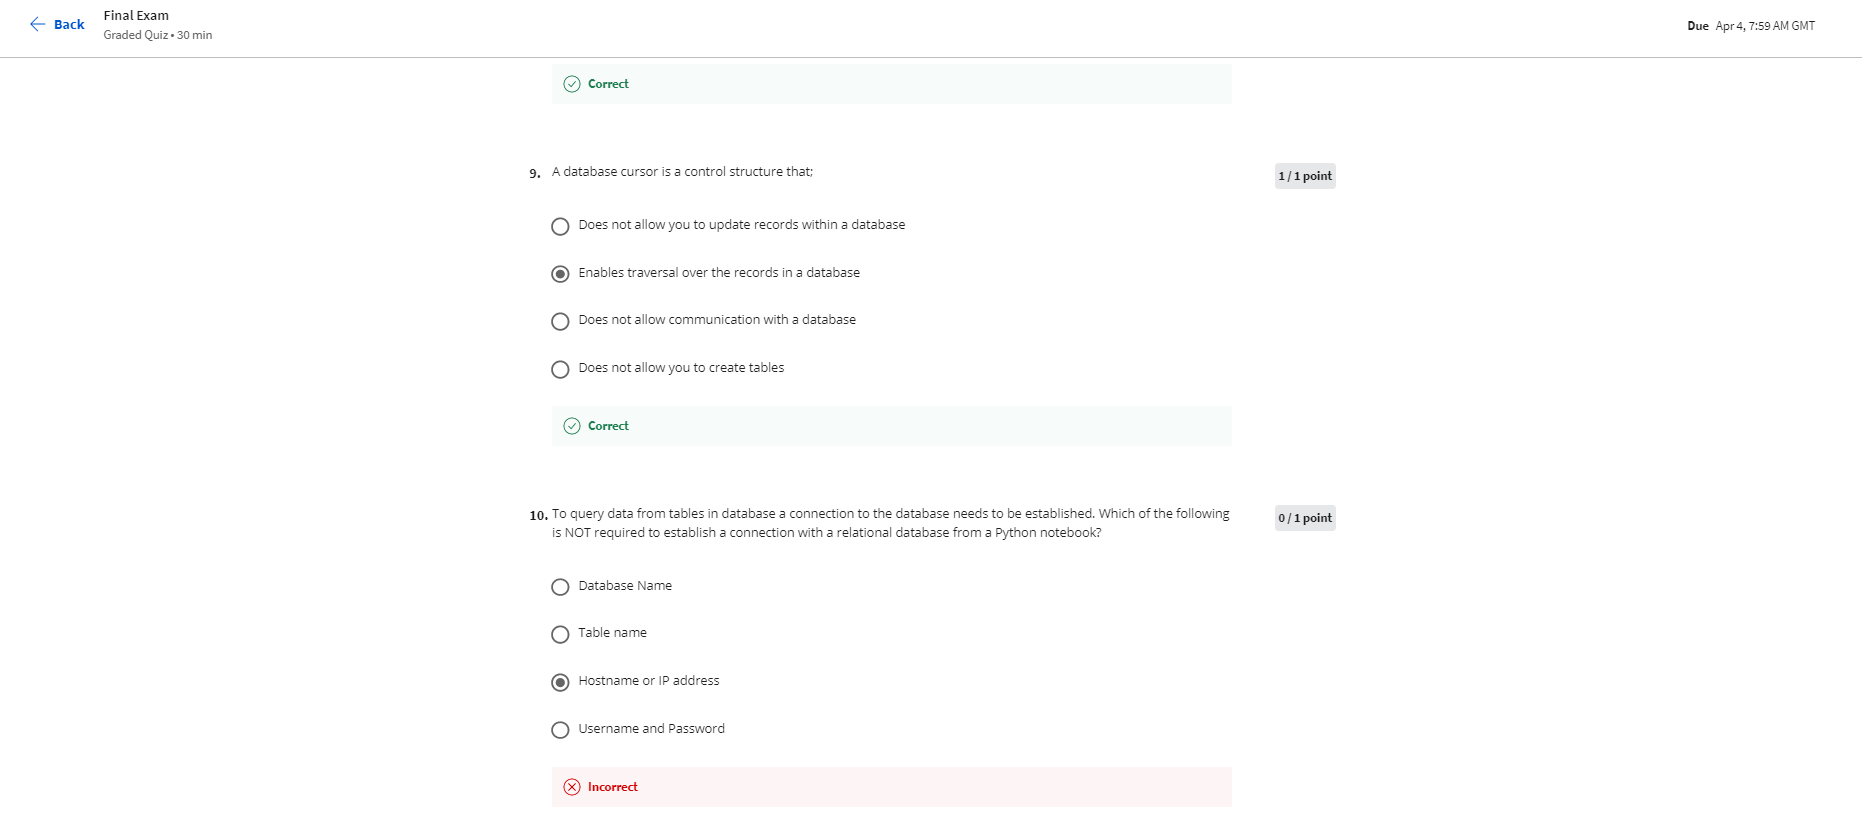 Back
Final Exam
Graded Quiz • 30 min
Due Apr 4, 7:59 AM GMT
Correct
9. A database cursor is a control structure that;
1 / 1 point
Does not allow you to update records within a database
Enables traversal over the records in a database
Does not allow communication with a database
Does not allow you to create tables
Correct
10. To query data from tables in database a connection to the database needs to be established. Which of the following
is NOT required to establish a connection with a relational database from a Python notebook?
0 / 1 point
Database Name
Table name
Hostname or IP address
Username and Password
Incorrect